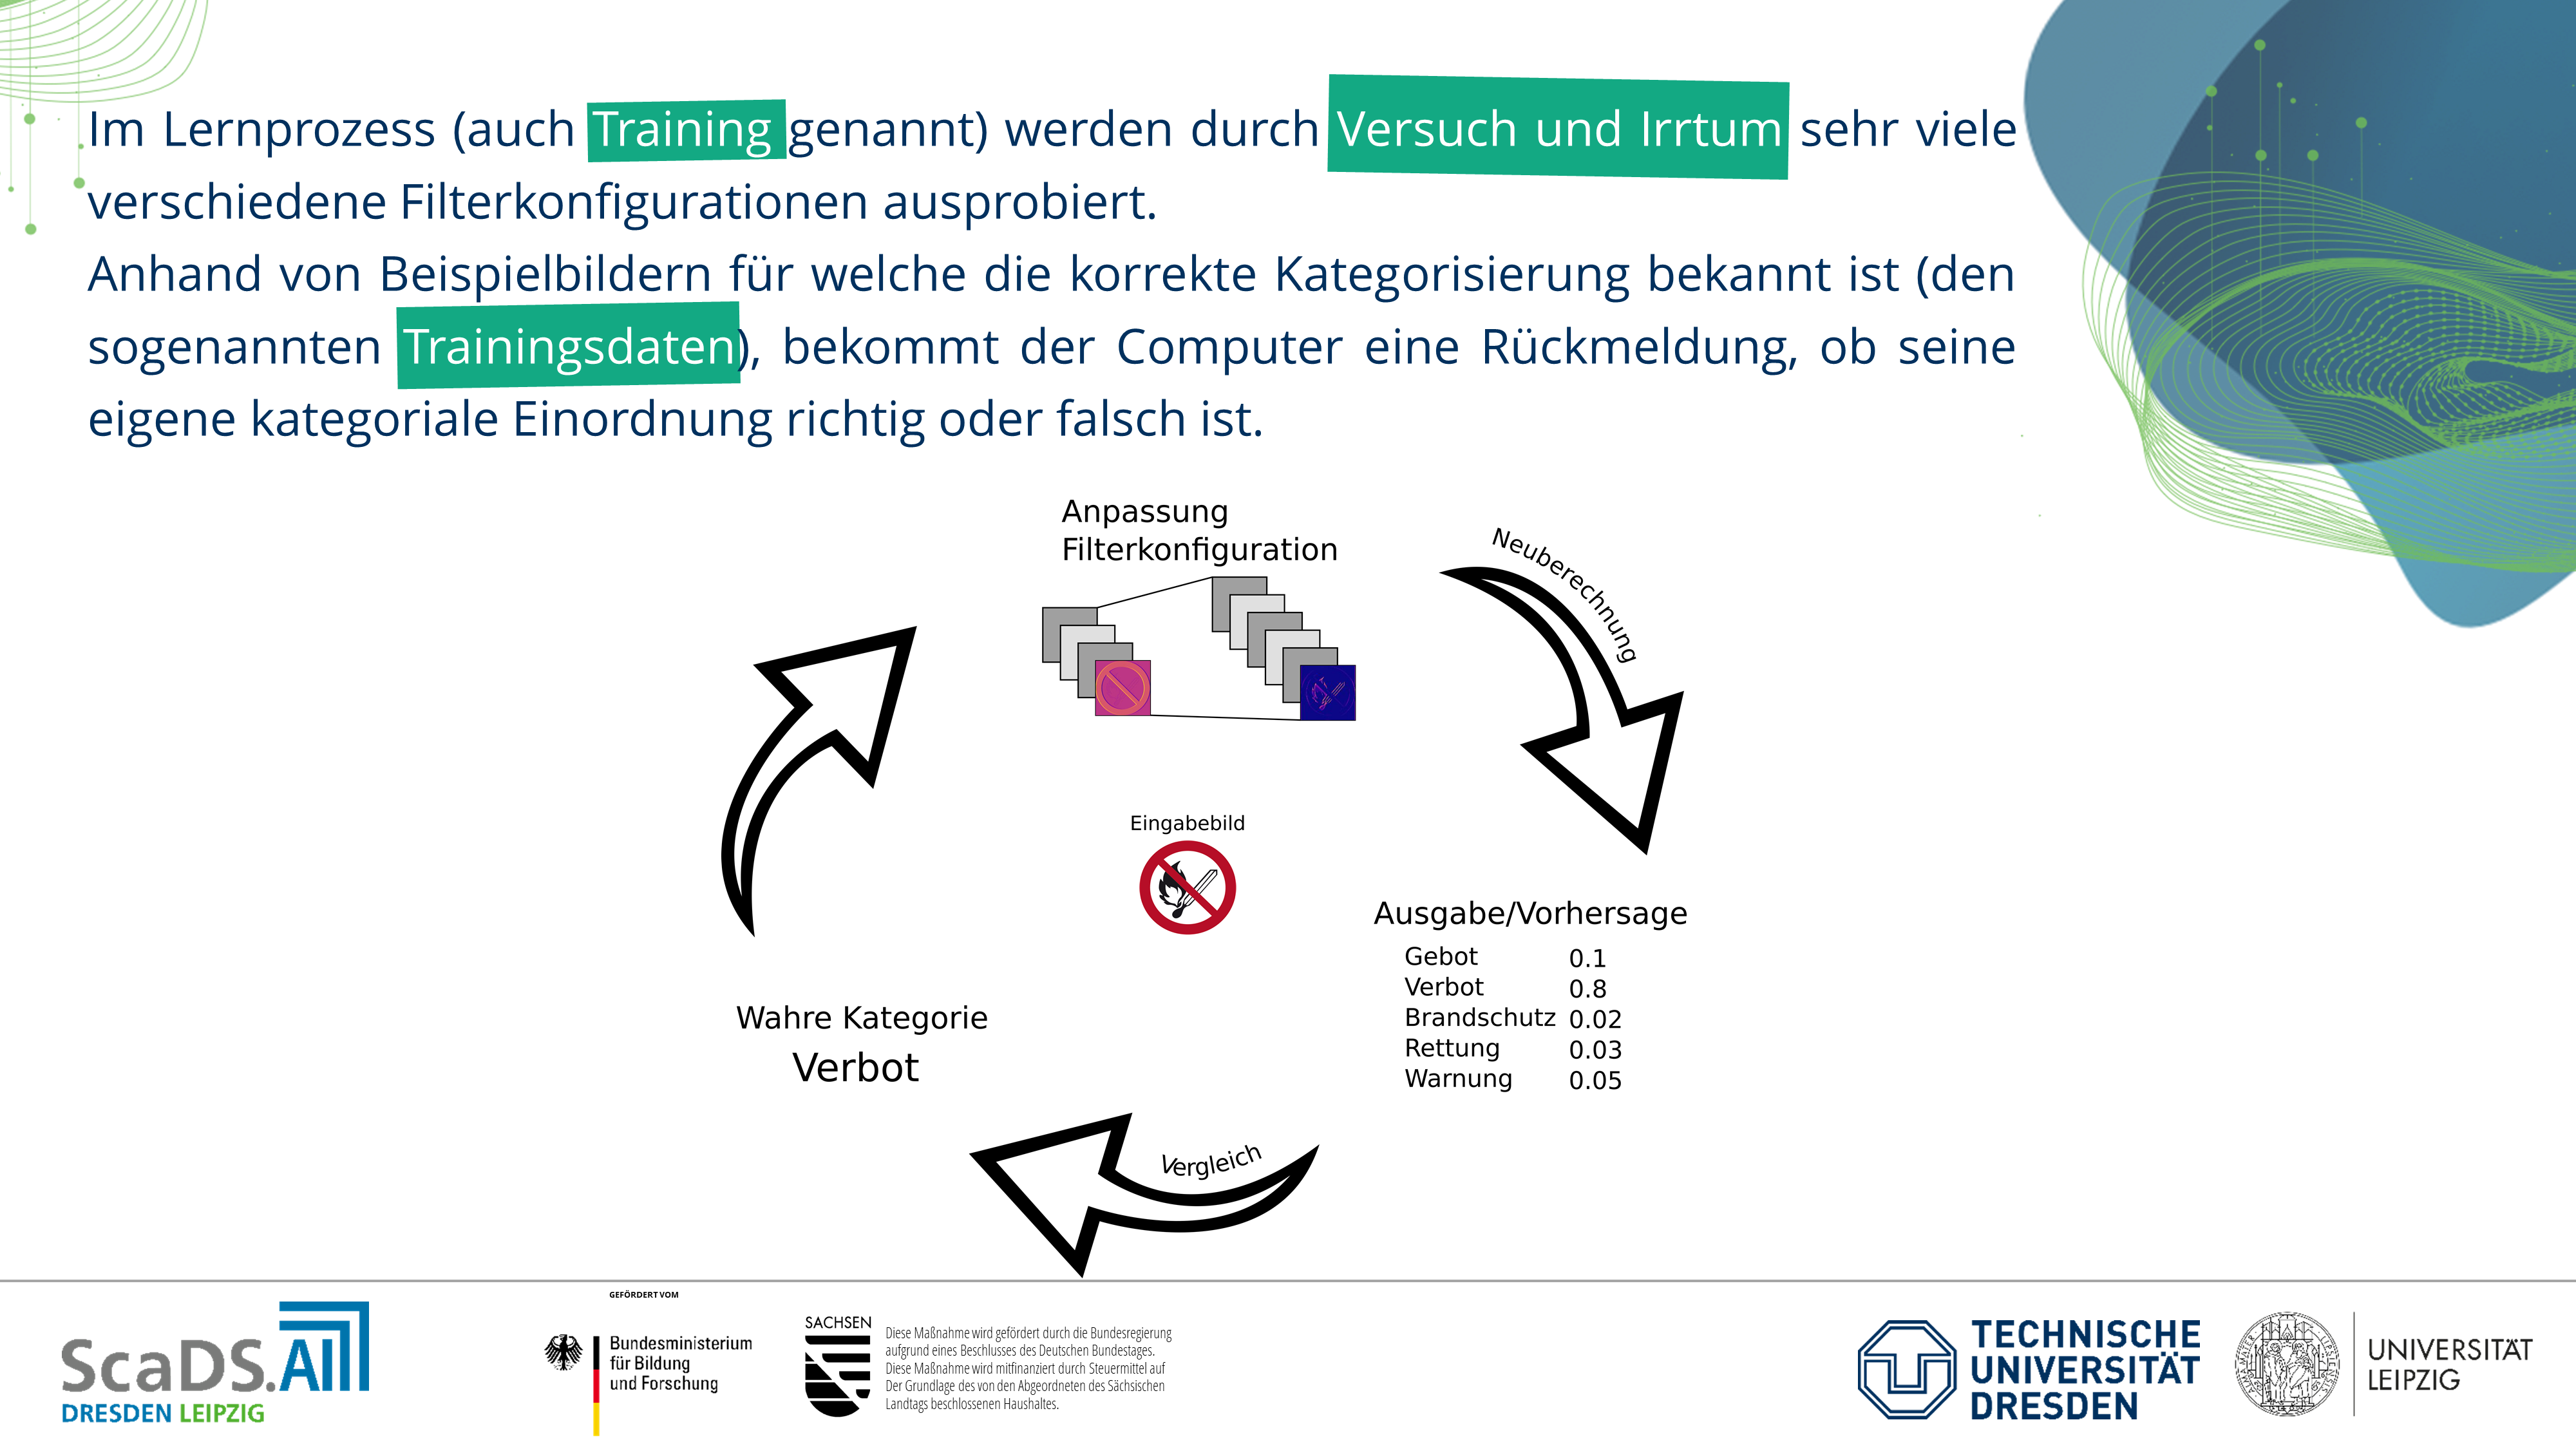 Im Lernprozess (auch Training genannt) werden durch Versuch und Irrtum sehr viele
verschiedene Filterkonfigurationen ausprobiert.
Anhand von Beispielbildern für welche die korrekte Kategorisierung bekannt ist (den
sogenannten Trainingsdaten), bekommt der Computer eine Rückmeldung, ob seine
eigene kategoriale Einordnung richtig oder falsch ist.
Anpassung
Filterkonfiguration
Neuberechnung
Eingabebild
Ausgabe/Vorhersage
Gebot 0.1
Verbot 0.8
Brandschutz 0.02
Rettung 0.03
Warnung 0.05
Wahre Kategorie
Verbot
Vergleich
ScaDS.AI
DRESDEN LEIPZIG
GEFÖRDERT VOM
Bundesministerium
für Bildung
und Forschung
SACHSEN
Diese Maßnahme wird gefördert durch die Bundesregierung
aufgrund eines Beschlusses des Deutschen Bundestages.
Diese Maßnahme wird mitfinanziert durch Steuermittel auf
Der Grundlage des von den Abgeordneten des Sächsischen
Landtags beschlossenen Haushaltes.
TECHNISCHE
UNIVERSITÄT
DRESDEN
UNIVERSITÄT
LEIPZIG